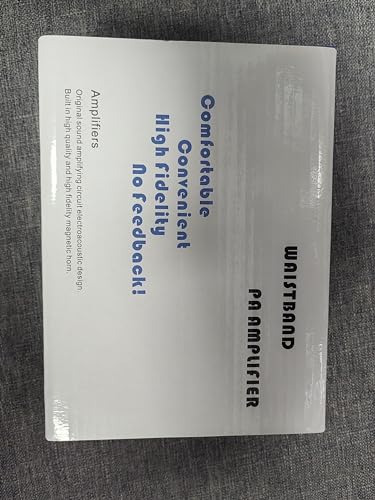 WAISTBAND
PA AMPLIFIER
Comfortable
Convenient
High Fidelity
No Feedback!
Amplifiers
Original sound amplifying circuit electroacoustic design
Built in high quality and high fidelity magnetic horn.